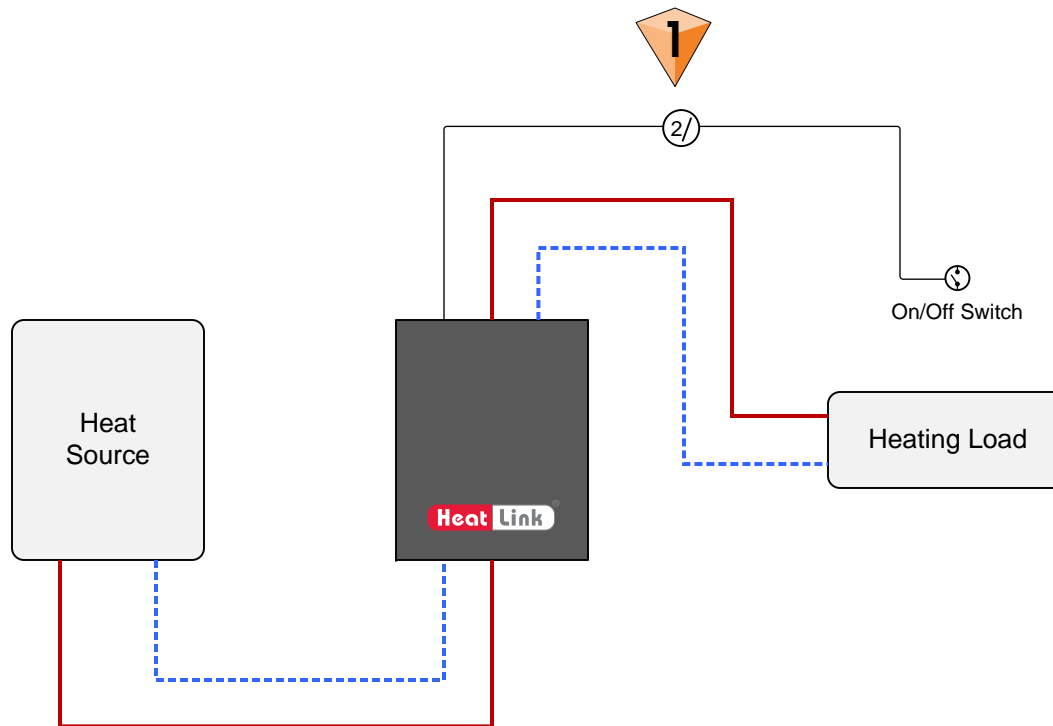 1
2/
On/Off Switch
Heat
Source
Heating Load
Heat Link®